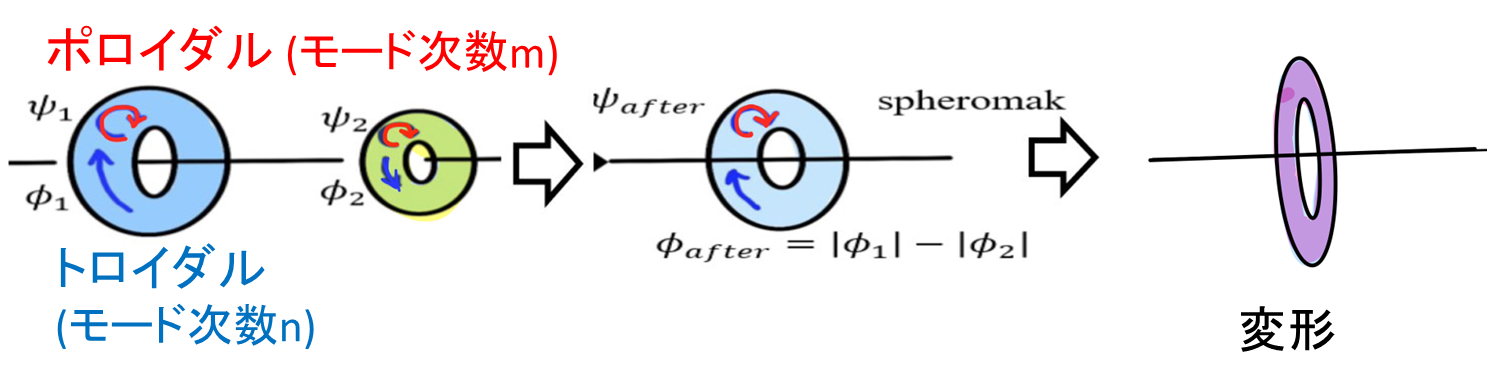 ポロイダル (モード次数m)
ψ1
ϕ1
トロイダル
(モード次数n)
ψ2
ϕ2
ψafter
spheromak
ϕafter = |ϕ1| − |ϕ2|
変形